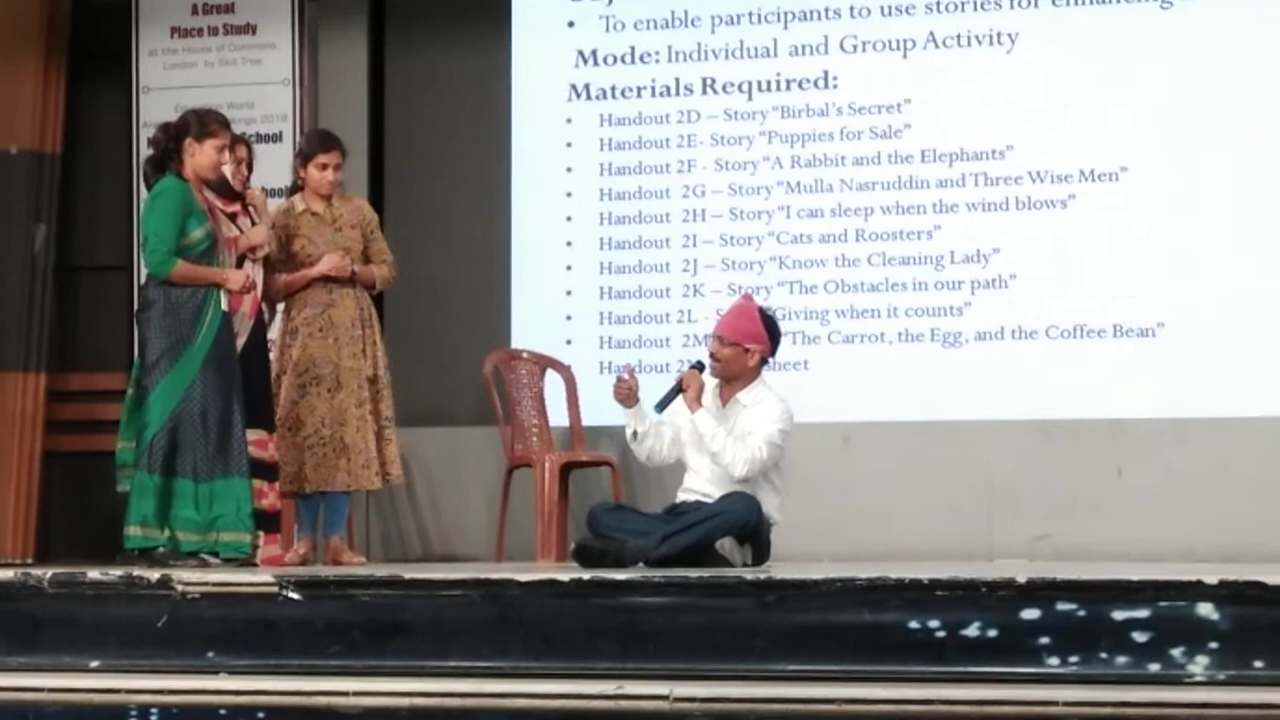 A Great
Place to Study
at the House of Commons,
London by Skill Tree
Education World
2018
School
• To enable participants to use stories for enhancing
Mode: Individual and Group Activity
Materials Required:
• Handout 2D – Story “Birbal’s Secret”
• Handout 2E- Story “Puppies for Sale”
• Handout 2F - Story “A Rabbit and the Elephants”
• Handout 2G – Story “Mulla Nasruddin and Three Wise Men”
• Handout 2H – Story “I can sleep when the wind blows”
• Handout 2I – Story “Cats and Roosters”
• Handout 2J – Story “Know the Cleaning Lady”
• Handout 2K – Story “The Obstacles in our path”
• Handout 2L - “Giving when it counts”
• Handout 2M “The Carrot, the Egg, and the Coffee Bean”
Handout sheet